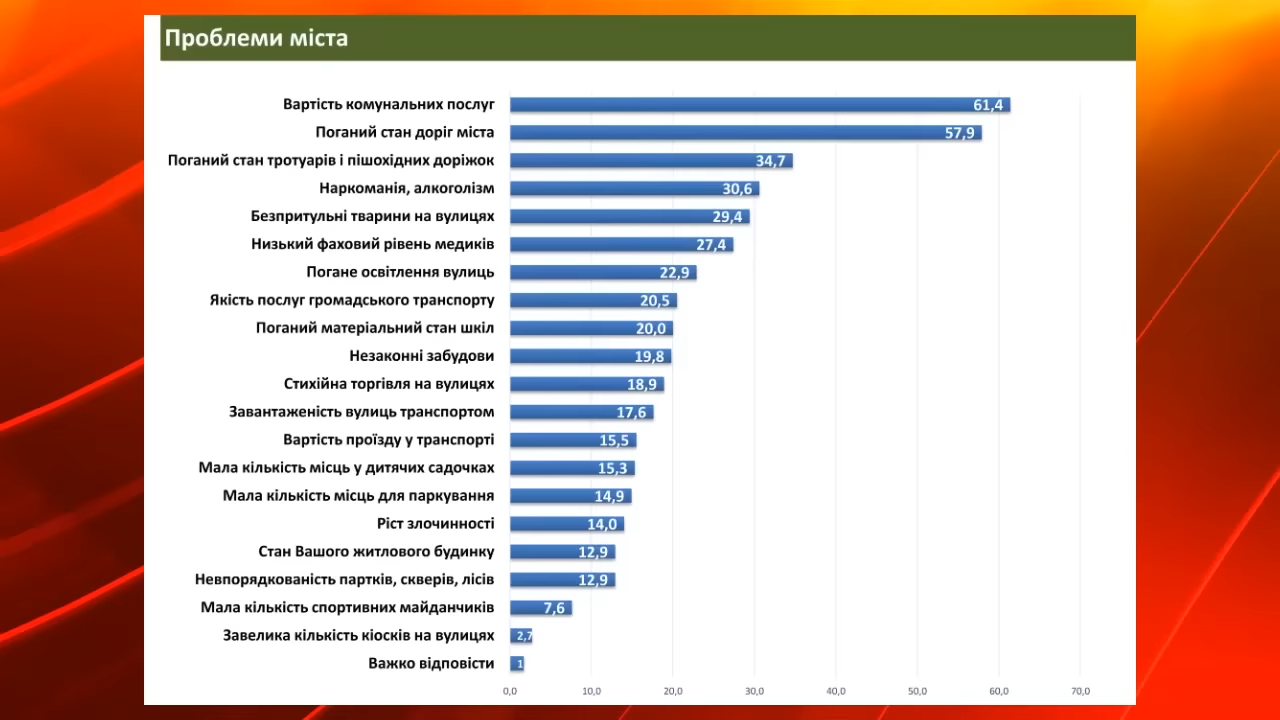 Проблеми міста
Вартість комунальних послуг 61,4
Поганий стан доріг міста 57,9
Поганий стан тротуарів і пішохідних доріжок 34,7
Наркоманія, алкоголізм 30,6
Безпритульні тварини на вулицях 29,4
Низький фаховий рівень медиків 27,4
Погане освітлення вулиць 22,9
Якість послуг громадського транспорту 20,5
Поганий матеріальний стан шкіл 20,0
Незаконні забудови 19,8
Стихійна торгівля на вулицях 18,9
Завантаженість вулиць транспортом 17,6
Вартість проїзду у транспорті 15,5
Мала кількість місць у дитячих садочках 15,3
Мала кількість місць для паркування 14,9
Ріст злочинності 14,0
Стан Вашого житлового будинку 12,9
Невпорядкованість партків, скверів, лісів 12,9
Мала кількість спортивних майданчиків 7,6
Завелика кількість кіосків на вулицях 2,7
Важко відповісти 1
0,0 10,0 20,0 30,0 40,0 50,0 60,0 70,0